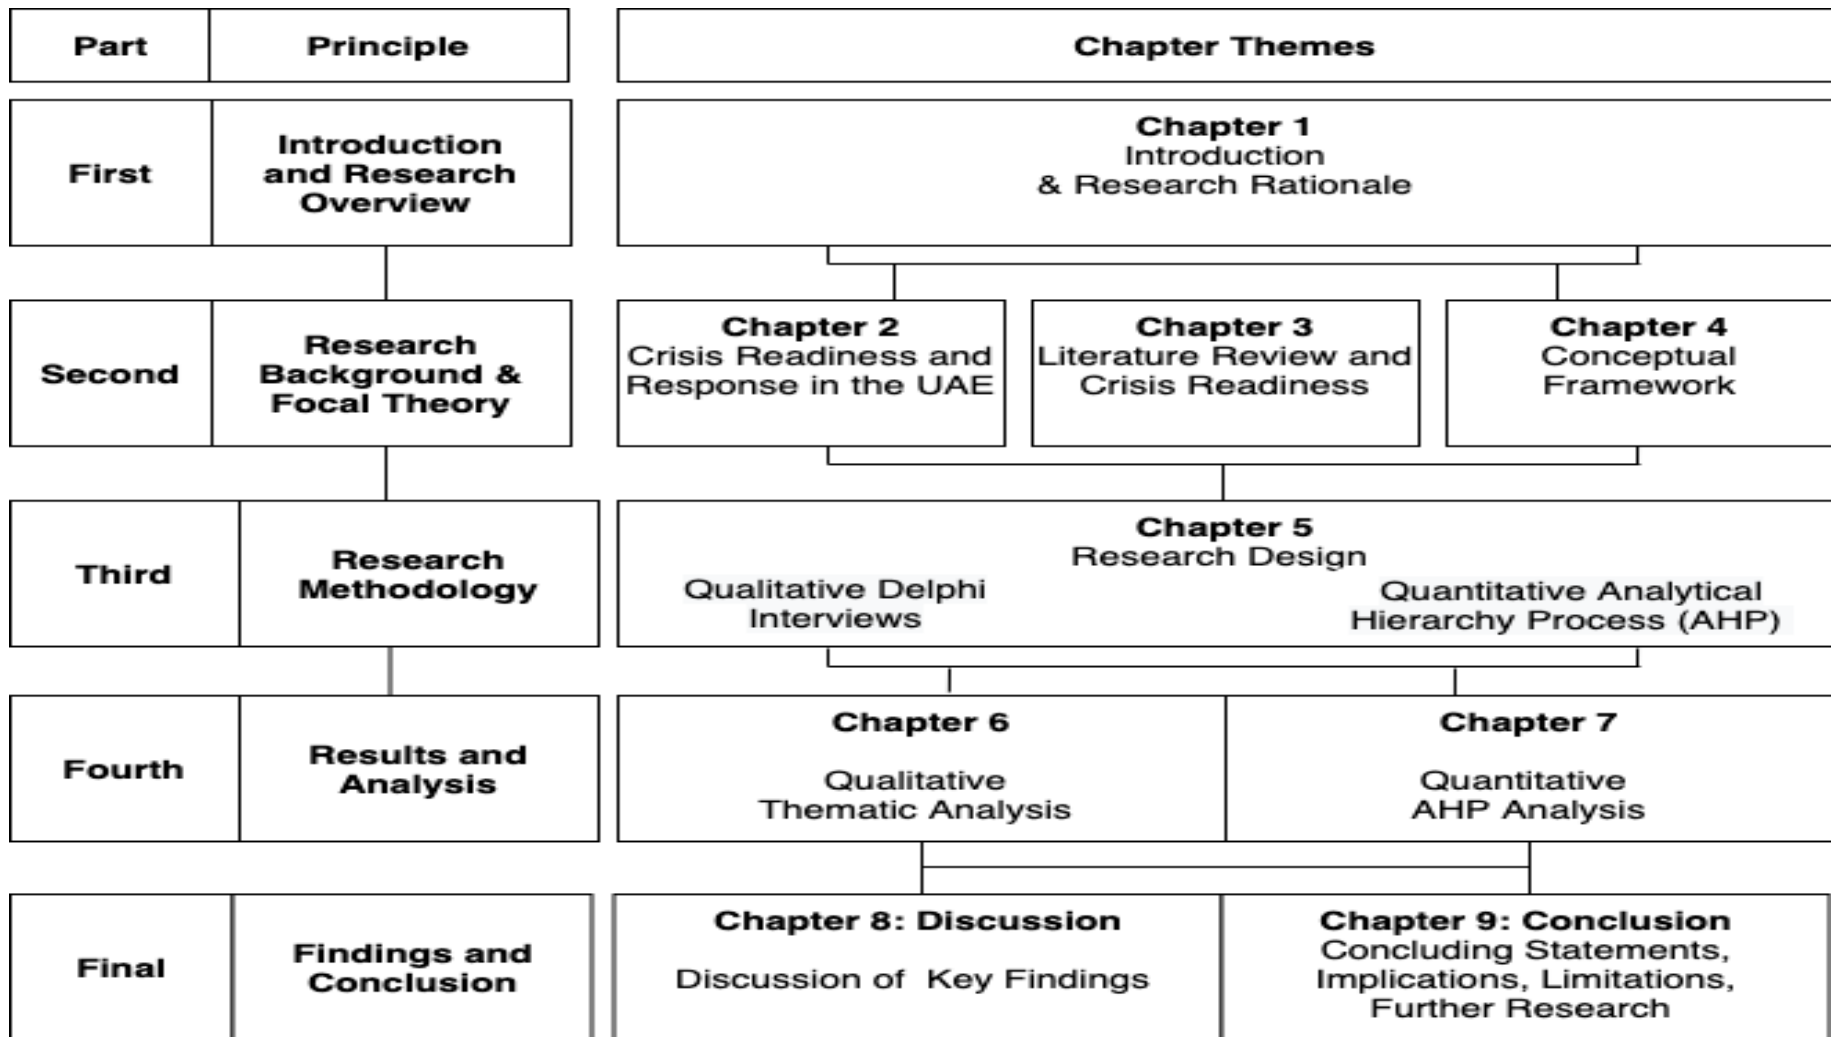 Part
Principle
Chapter Themes
First
Introduction
and Research
Overview
Chapter 1
Introduction
& Research Rationale
Second
Research
Background &
Focal Theory
Chapter 2
Crisis Readiness and
Response in the UAE
Chapter 3
Literature Review and
Crisis Readiness
Chapter 4
Conceptual
Framework
Third
Research
Methodology
Chapter 5
Research Design
Qualitative Delphi
Interviews
Quantitative Analytical
Hierarchy Process (AHP)
Fourth
Results and
Analysis
Chapter 6
Qualitative
Thematic Analysis
Chapter 7
Quantitative
AHP Analysis
Final
Findings and
Conclusion
Chapter 8: Discussion
Discussion of  Key Findings
Chapter 9: Conclusion
Concluding Statements,
Implications, Limitations,
Further Research